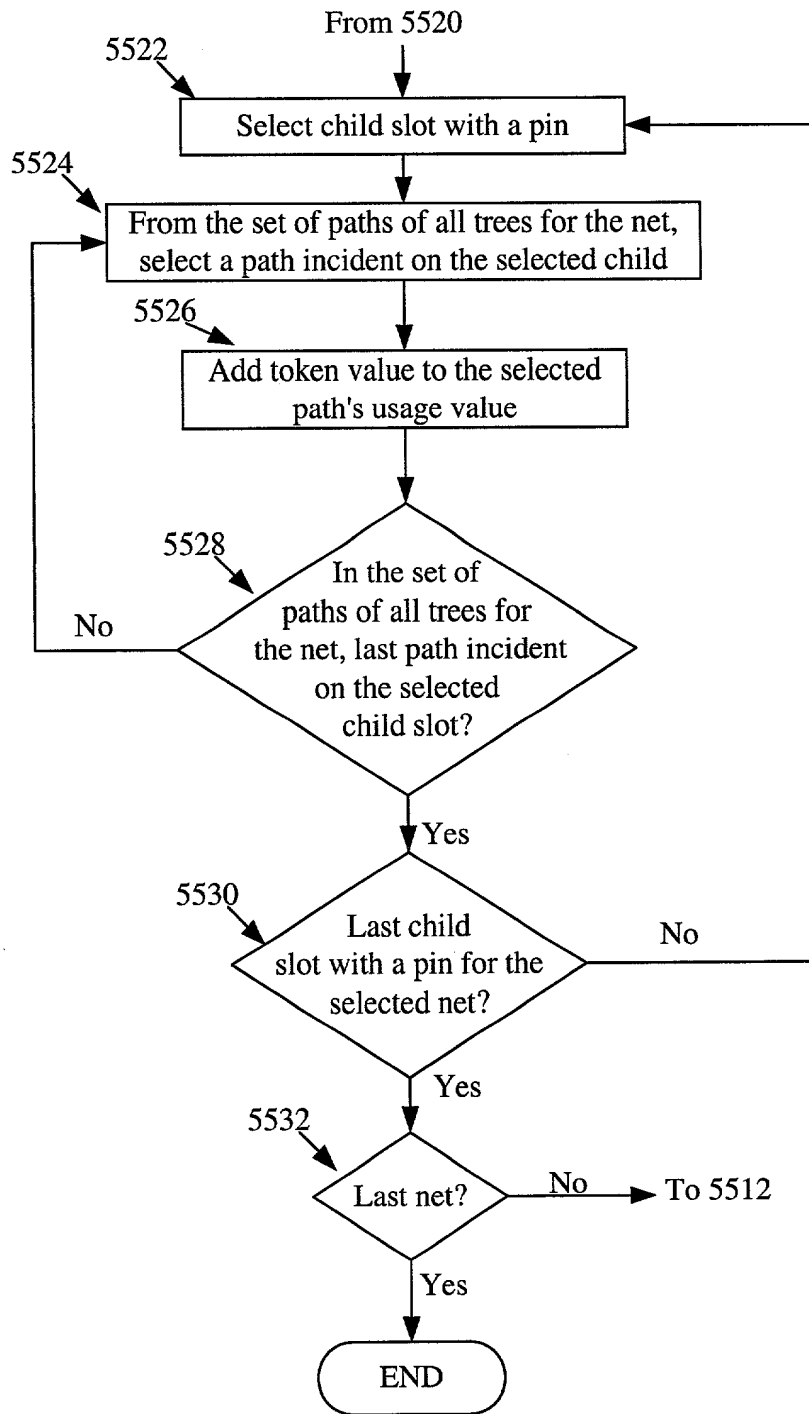 From 5520
5522
Select child slot with a pin
5524
From the set of paths of all trees for the net,
select a path incident on the selected child
5526
Add token value to the selected
path's usage value
5528
In the set of
paths of all trees for
the net, last path incident
on the selected
child slot?
No
Yes
5530
Last child
slot with a pin for the
selected net?
No
Yes
5532
Last net?
No
To 5512
Yes
END